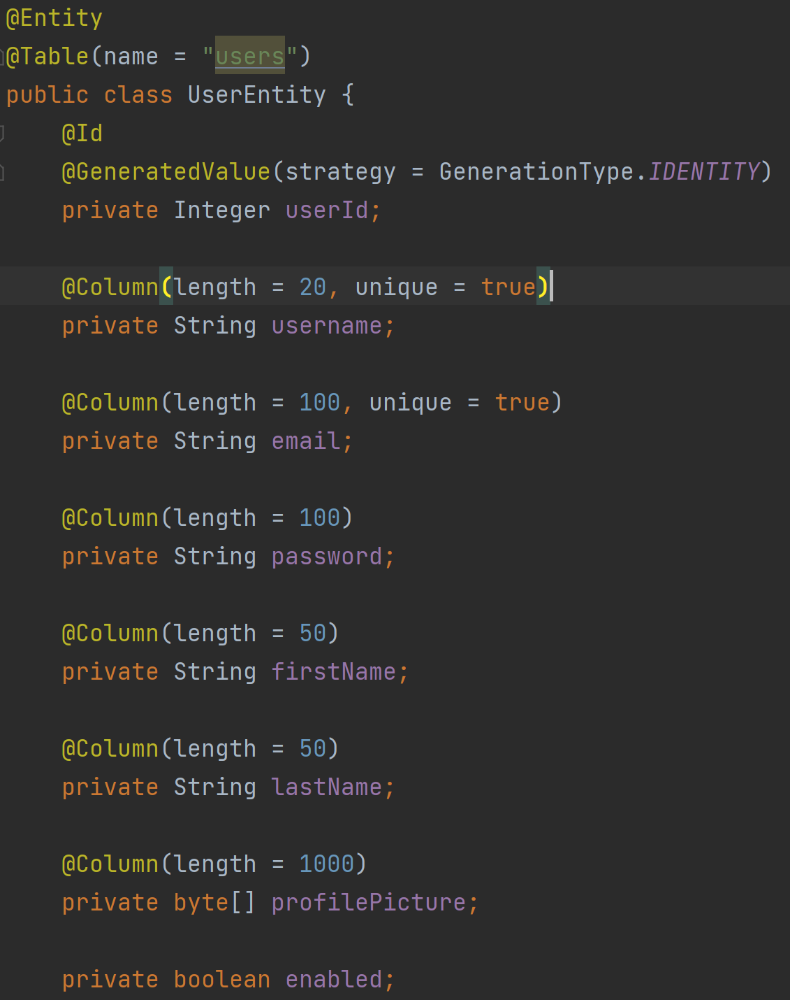 @Entity
@Table(name = "users")
public class UserEntity {
    @Id
    @GeneratedValue(strategy = GenerationType.IDENTITY)
    private Integer userId;
    @Column(length = 20, unique = true)
    private String username;
    @Column(length = 100, unique = true)
    private String email;
    @Column(length = 100)
    private String password;
    @Column(length = 50)
    private String firstName;
    @Column(length = 50)
    private String lastName;
    @Column(length = 1000)
    private byte[] profilePicture;
    private boolean enabled;